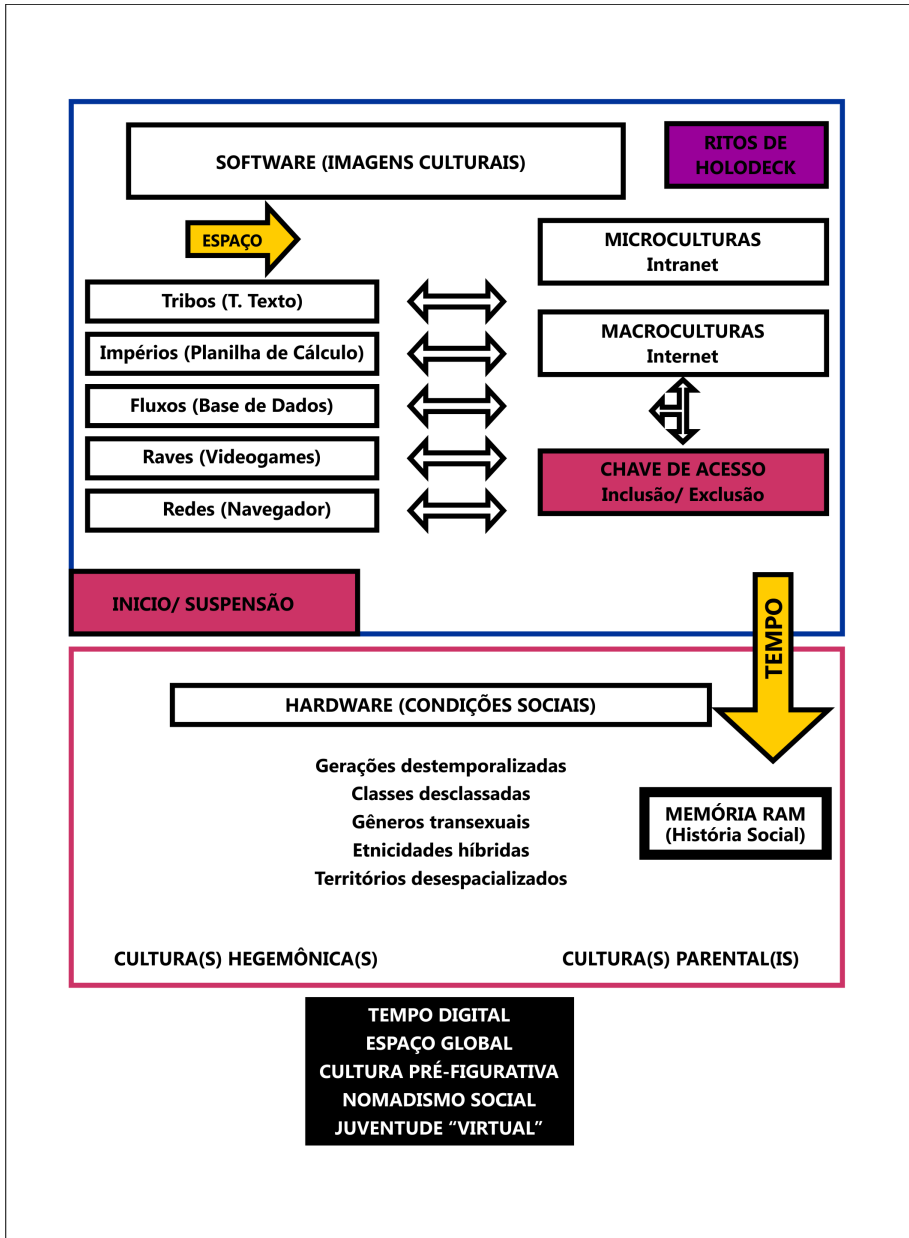 SOFTWARE (IMAGENS CULTURAIS)
RITOS DE
HOLODECK
ESPAÇO
MICROCULTURAS
Intranet
Tribos (T. Texto)
MACROCULTURAS
Internet
Impérios (Planilha de Cálculo)
Fluxos (Base de Dados)
Raves (Videogames)
CHAVE DE ACESSO
Inclusão/ Exclusão
Redes (Navegador)
INICIO/ SUSPENSÃO
TEMPO
HARDWARE (CONDIÇÕES SOCIAIS)
Gerações destemporalizadas
Classes desclassadas
Gêneros transexuais
Etnicidades híbridas
Territórios desespacializados
MEMÓRIA RAM
(História Social)
CULTURA(S) HEGEMÔNICA(S)
CULTURA(S) PARENTAL(IS)
TEMPO DIGITAL
ESPAÇO GLOBAL
CULTURA PRÉ-FIGURATIVA
NOMADISMO SOCIAL
JUVENTUDE “VIRTUAL”